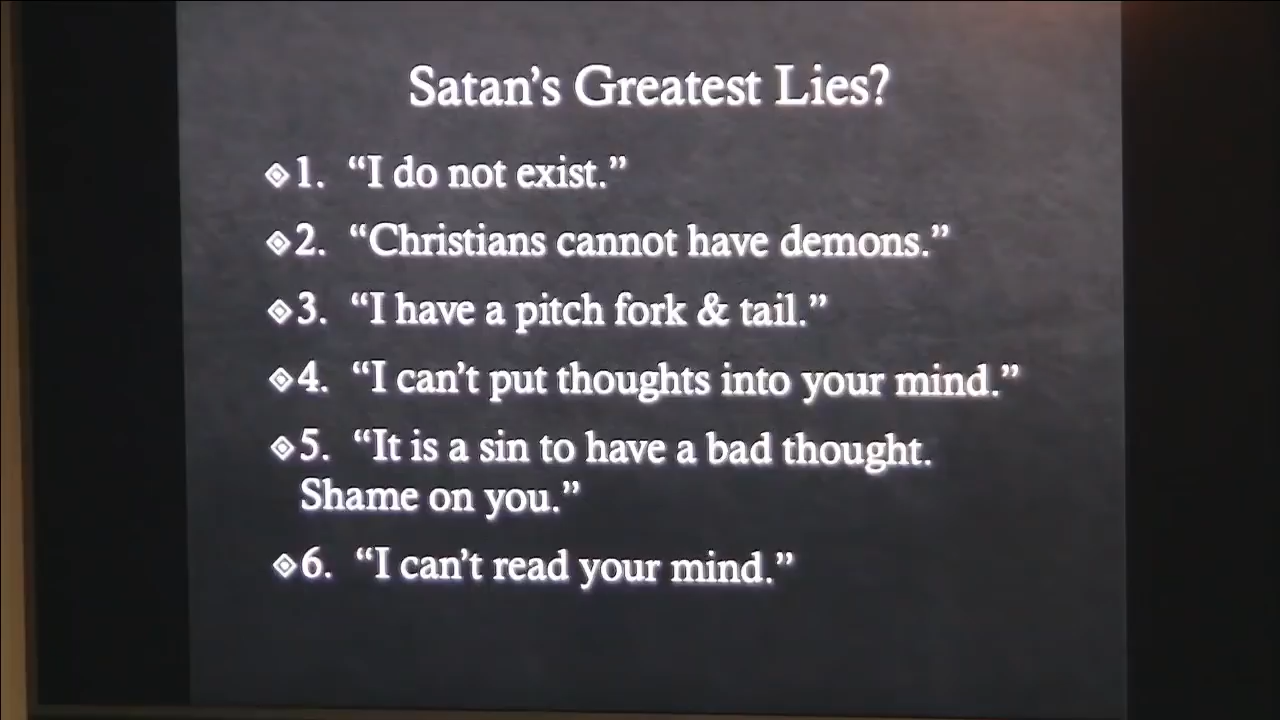 Satan’s Greatest Lies?
1. “I do not exist.”
2. “Christians cannot have demons.”
3. “I have a pitch fork & tail.”
4. “I can’t put thoughts into your mind.”
5. “It is a sin to have a bad thought.
Shame on you.”
6. “I can’t read your mind.”